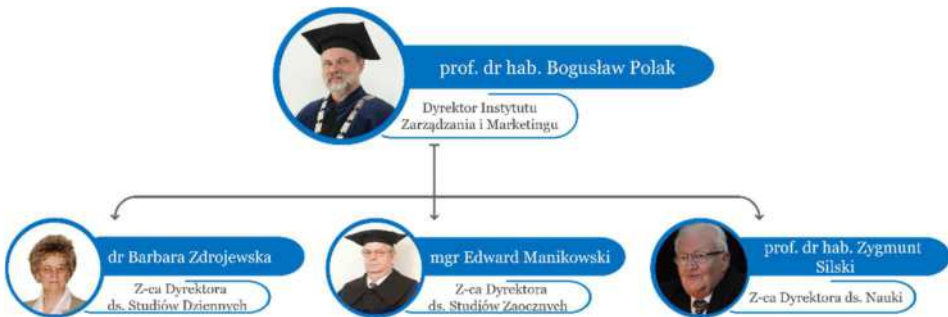 prof. dr hab. Bogusław Polak
Dyrektor Instytutu
Zarządzania i Marketingu
dr Barbara Zdrojewska
Z-ca Dyrektora
ds. Studiów Dziennych
mgr Edward Manikowski
Z-ca Dyrektora
ds. Studiów Zaocznych
prof. dr hab. Zygmunt
Silski
Z-ca Dyrektora ds. Nauki